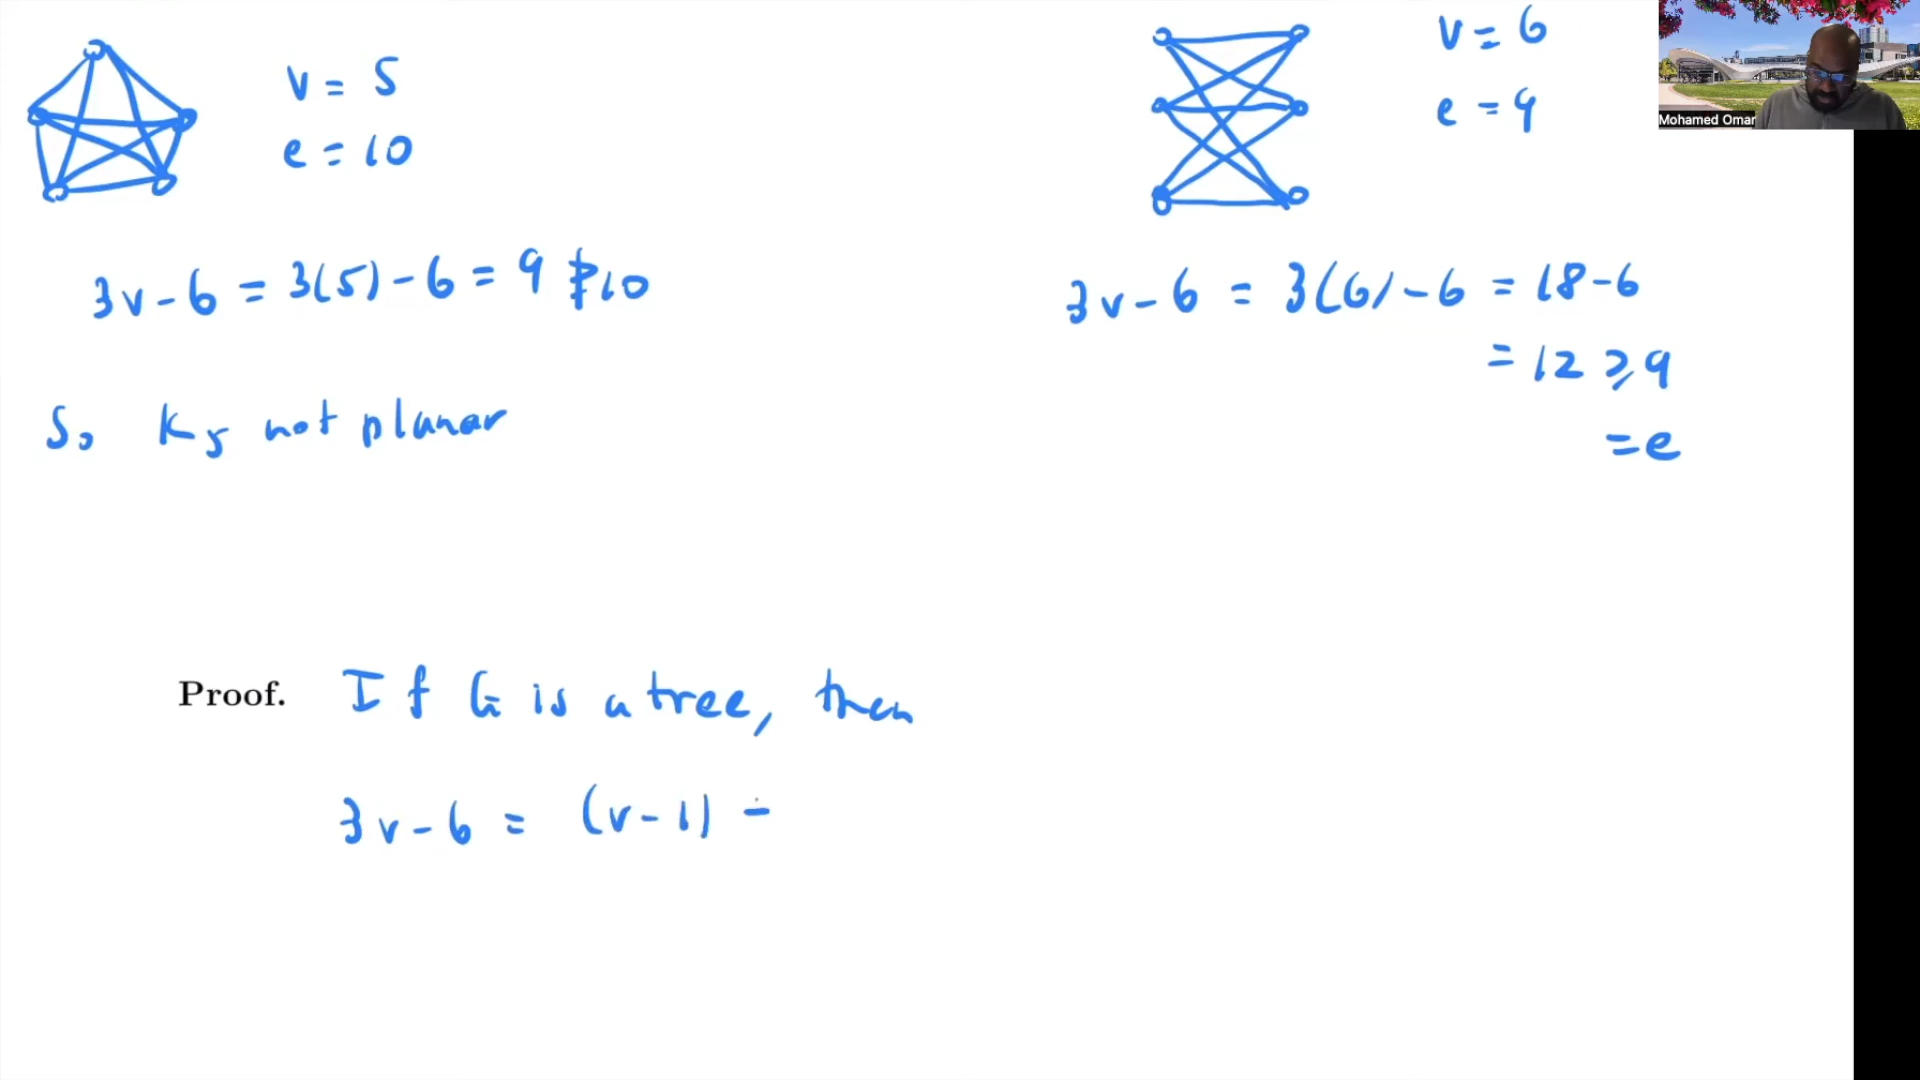 v = 5
e = 10
3v - 6 = 3(5) - 6 = 9 ≱ 10
So K5 not planar
v = 6
e = 9
3v - 6 = 3(6) - 6 = 18 - 6
= 12 ≥ 9
= e
Mohamed Omar
Proof. If G is a tree, then
3v - 6 = (v - 1) -